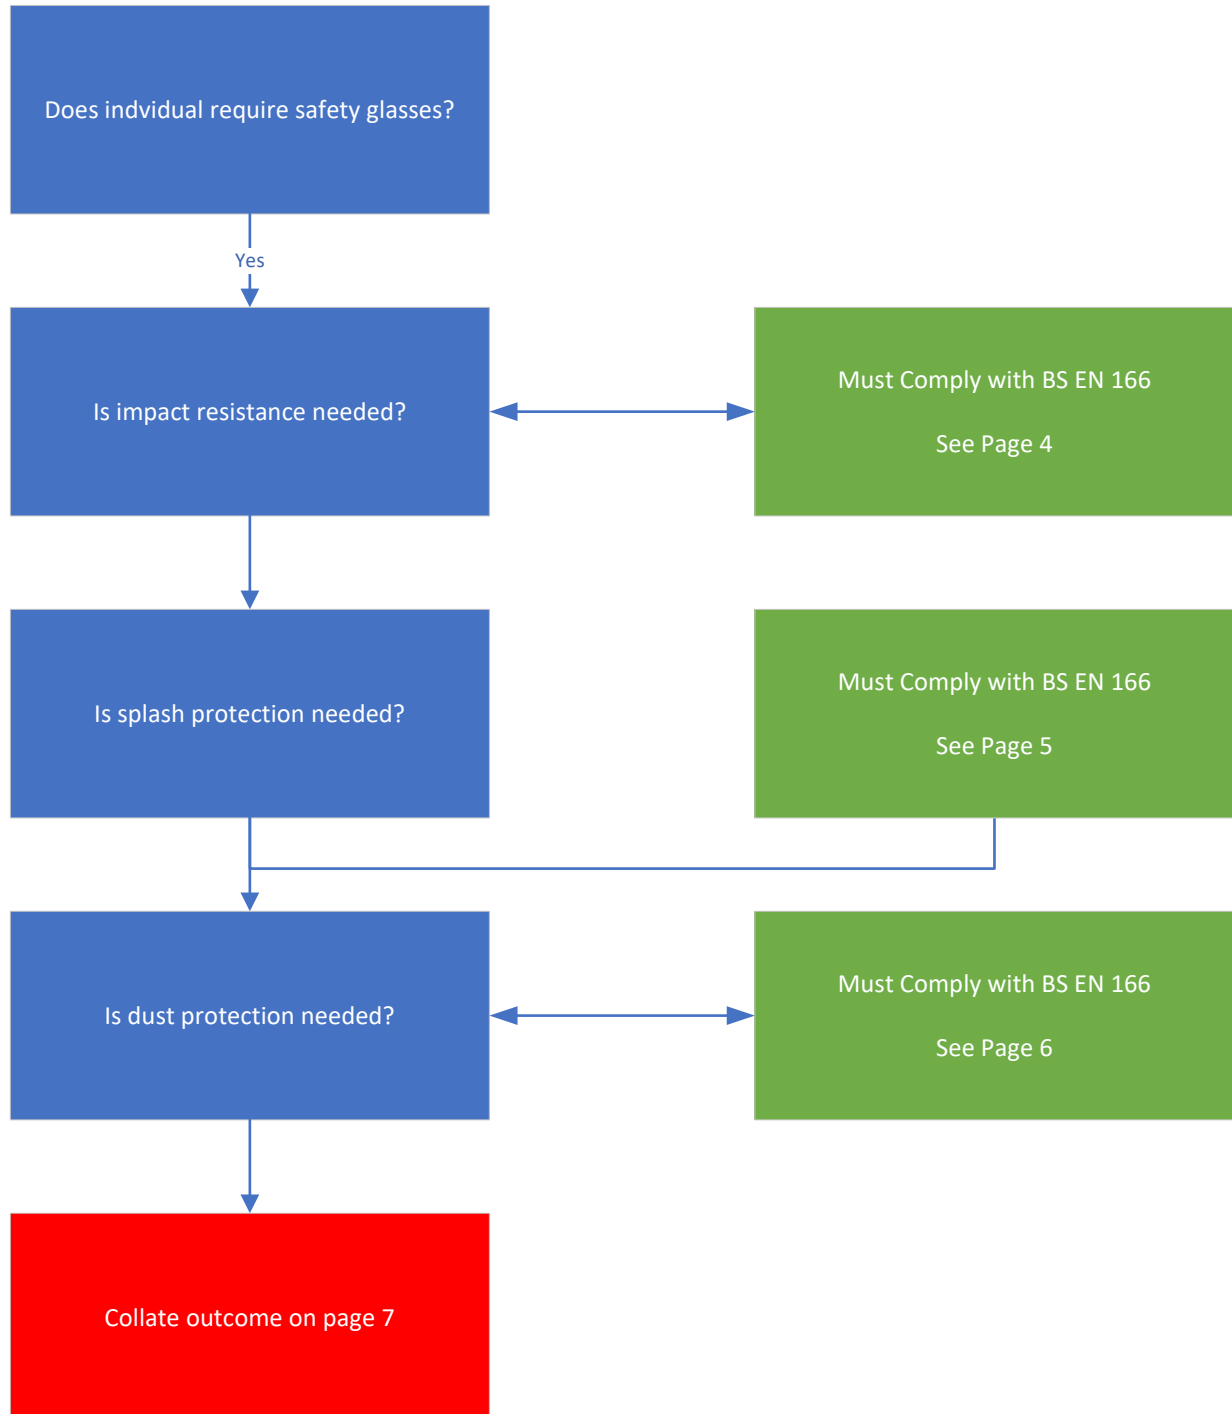 Does indvidual require safety glasses?
Yes
Is impact resistance needed?
Must Comply with BS EN 166
See Page 4
Is splash protection needed?
Must Comply with BS EN 166
See Page 5
Is dust protection needed?
Must Comply with BS EN 166
See Page 6
Collate outcome on page 7